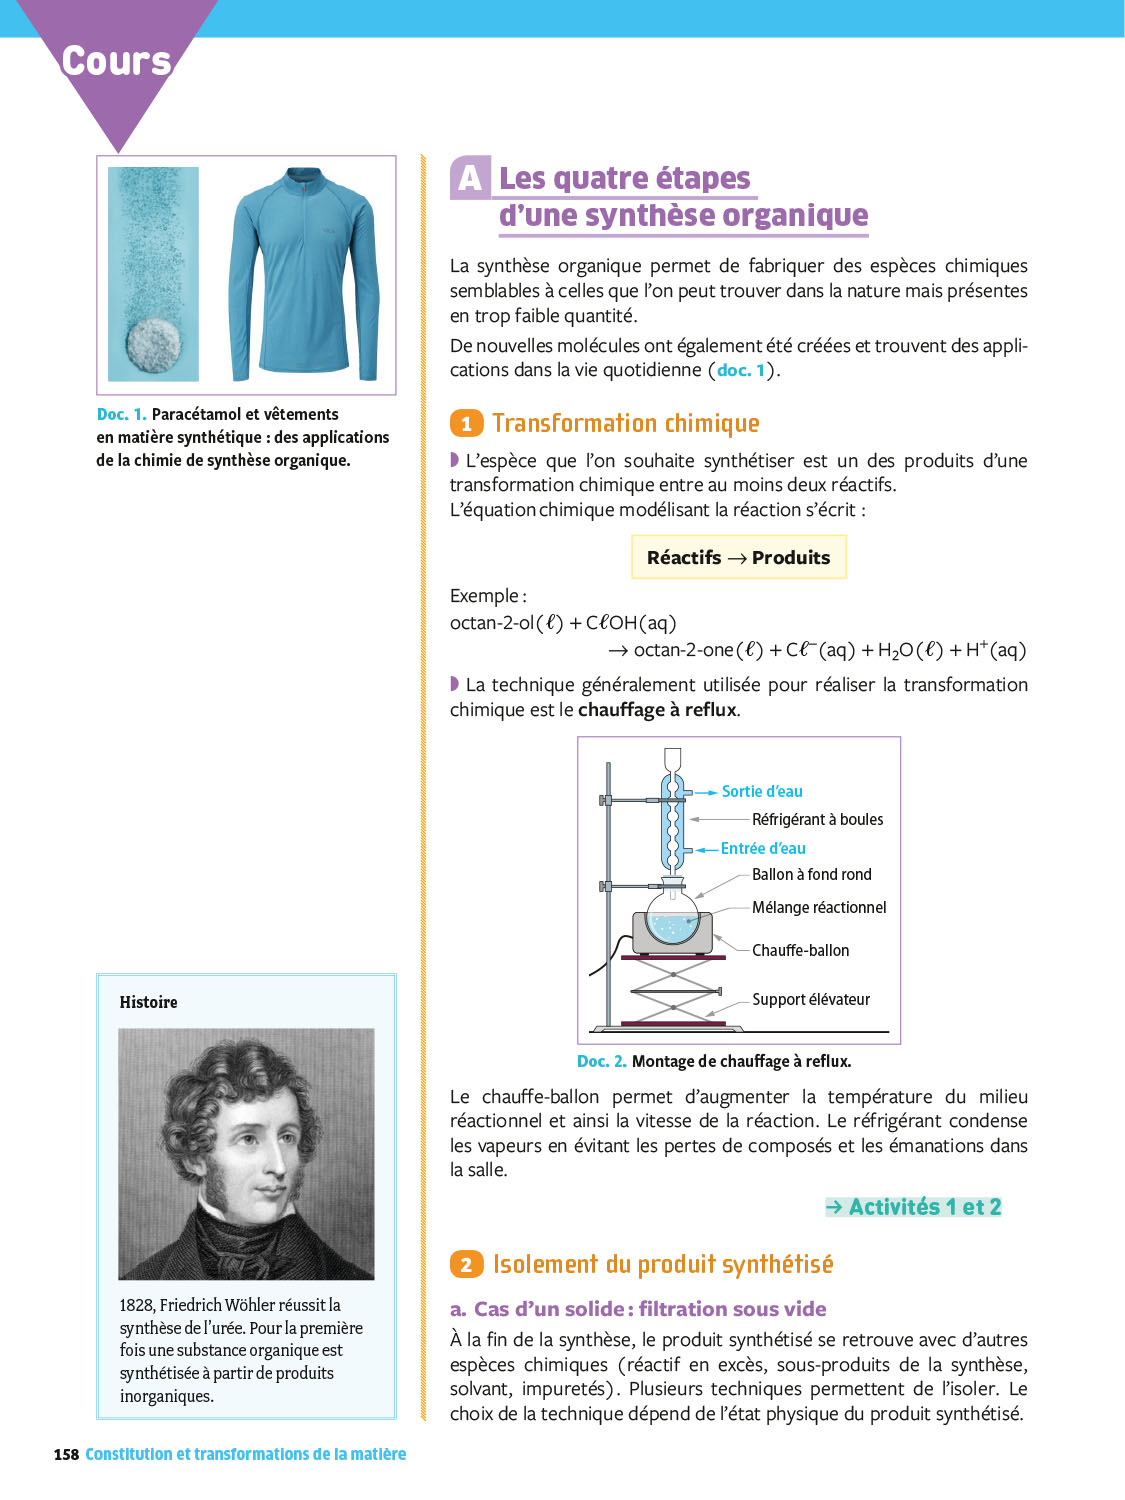 Cours
Doc. 1. Paracétamol et vêtements
en matière synthétique : des applications
de la chimie de synthèse organique.
A Les quatre étapes
d'une synthèse organique
La synthèse organique permet de fabriquer des espèces chimiques
semblables à celles que l'on peut trouver dans la nature mais présentes
en trop faible quantité.
De nouvelles molécules ont également été créées et trouvent des appli-
cations dans la vie quotidienne (doc. 1).
1 Transformation chimique
◗ L'espèce que l'on souhaite synthétiser est un des produits d'une
transformation chimique entre au moins deux réactifs.
L'équation chimique modélisant la réaction s'écrit :
Réactifs → Produits
Exemple :
octan-2-ol(ℓ) + CℓOH(aq)
→ octan-2-one(ℓ) + Cℓ⁻(aq) + H₂O(ℓ) + H⁺(aq)
◗ La technique généralement utilisée pour réaliser la transformation
chimique est le chauffage à reflux.
Sortie d'eau
Réfrigérant à boules
Entrée d'eau
Ballon à fond rond
Mélange réactionnel
Chauffe-ballon
Support élévateur
Doc. 2. Montage de chauffage à reflux.
Le chauffe-ballon permet d'augmenter la température du milieu
réactionnel et ainsi la vitesse de la réaction. Le réfrigérant condense
les vapeurs en évitant les pertes de composés et les émanations dans
la salle.
→ Activités 1 et 2
2 Isolement du produit synthétisé
a. Cas d'un solide : filtration sous vide
À la fin de la synthèse, le produit synthétisé se retrouve avec d'autres
espèces chimiques (réactif en excès, sous-produits de la synthèse,
solvant, impuretés). Plusieurs techniques permettent de l'isoler. Le
choix de la technique dépend de l'état physique du produit synthétisé.
Histoire
1828, Friedrich Wöhler réussit la
synthèse de l'urée. Pour la première
fois une substance organique est
synthétisée à partir de produits
inorganiques.
158 Constitution et transformations de la matière